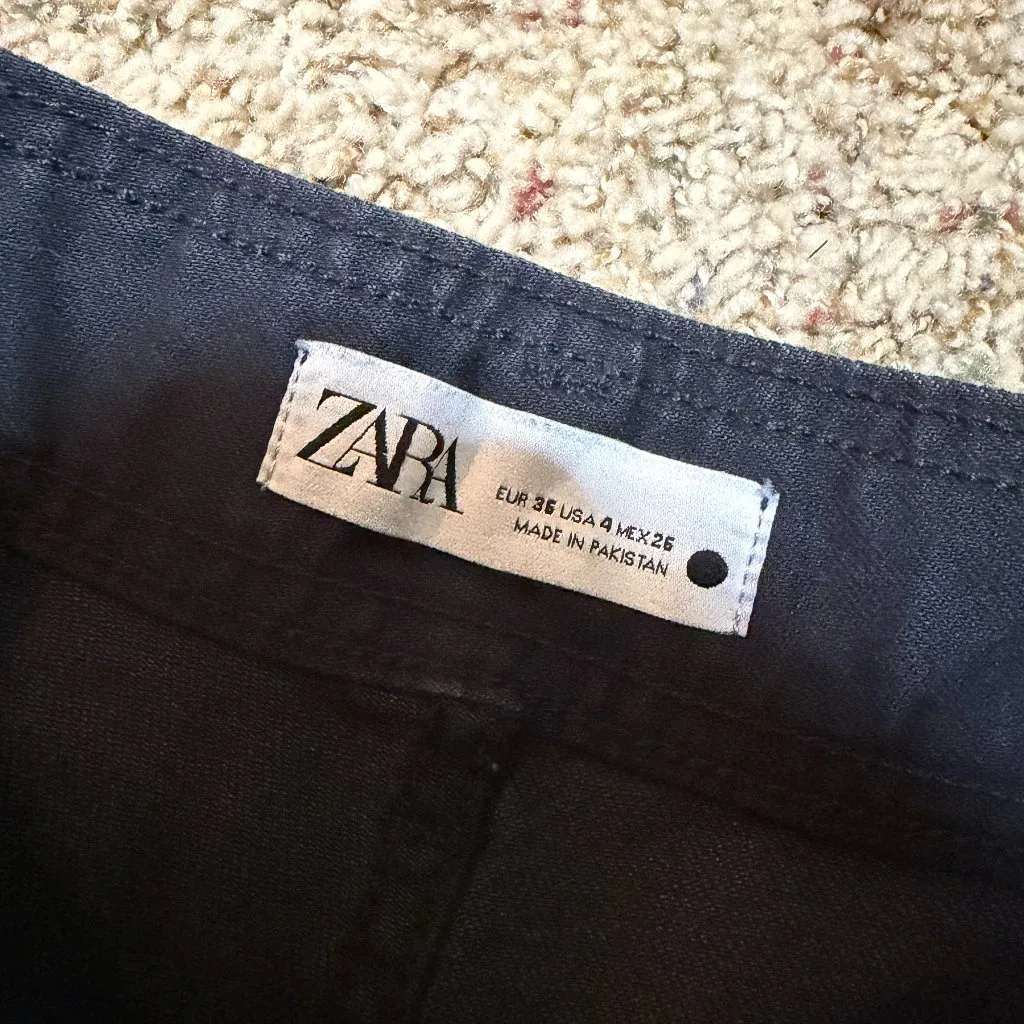 ZARA
EUR 36 USA 4 MEX 26
MADE IN PAKISTAN